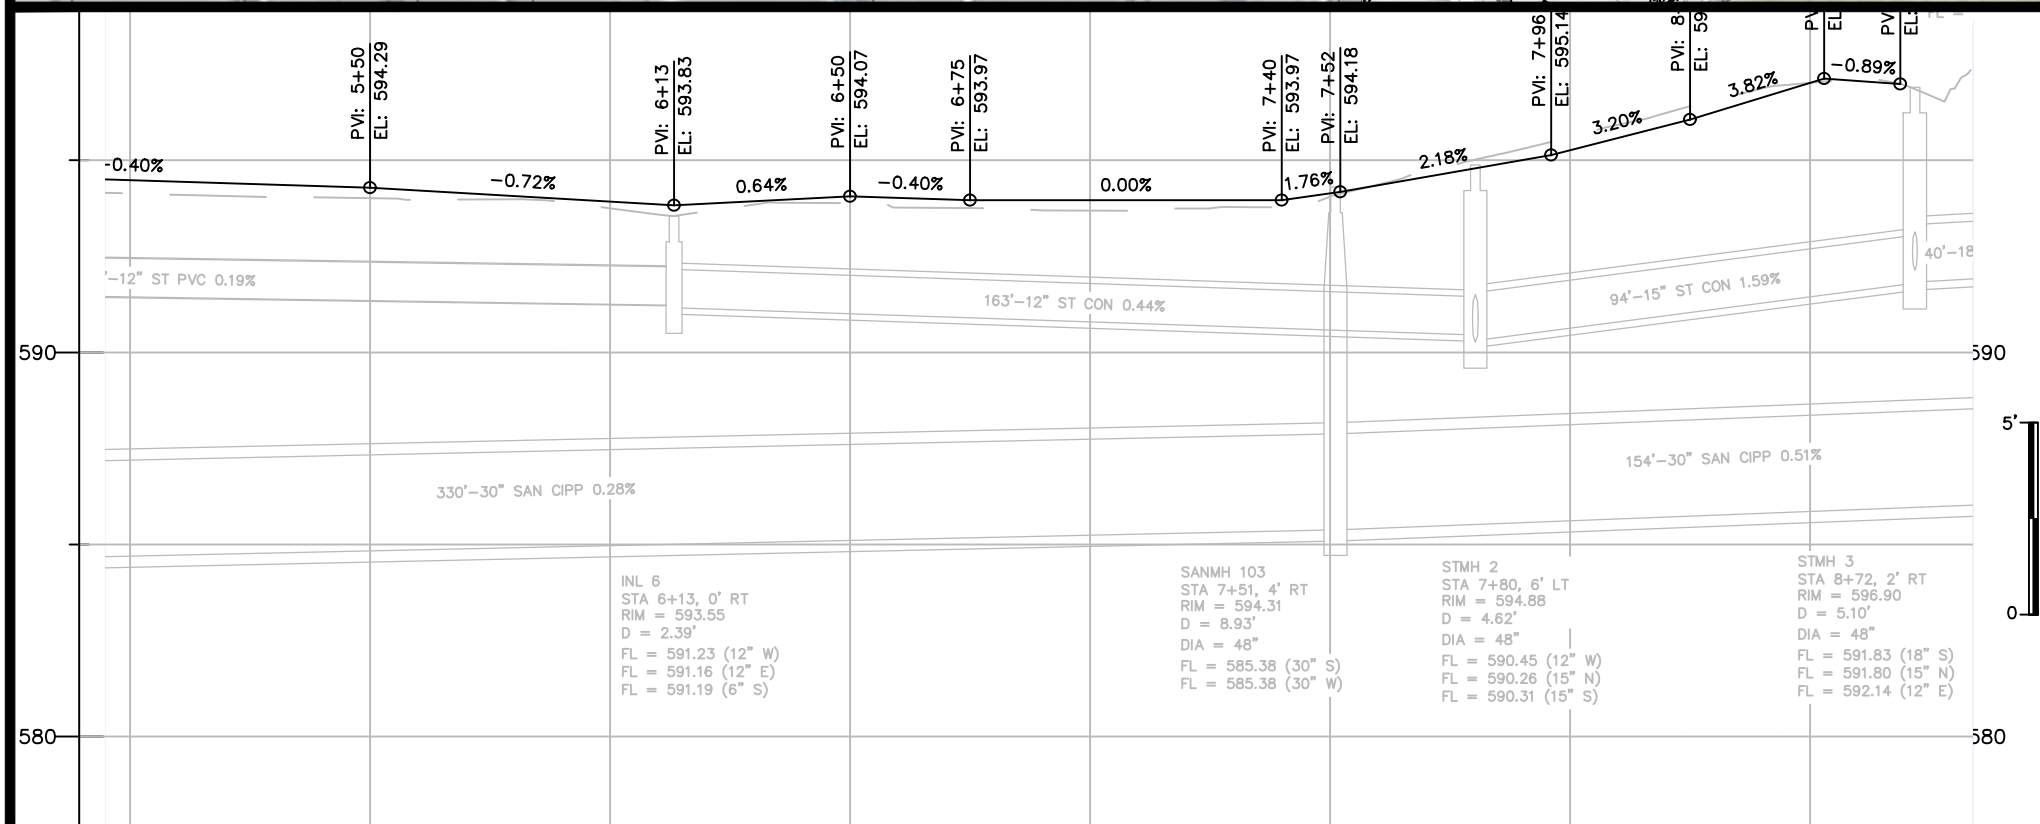 PVI: 5+50
EL: 594.29
PVI: 6+13
EL: 593.83
PVI: 6+50
EL: 594.07
PVI: 6+75
EL: 593.97
PVI: 7+40
EL: 593.97
PVI: 7+52
EL: 594.18
PVI: 7+96
EL: 595.14
PVI: 8
EL: 59
EL:
FL =
-0.40%
-0.72%
0.64%
-0.40%
0.00%
1.76%
2.18%
3.20%
3.82%
-0.89%
'-12" ST PVC 0.19%
163'-12" ST CON 0.44%
94'-15" ST CON 1.59%
40'-18
590
590
330'-30" SAN CIPP 0.28%
154'-30" SAN CIPP 0.51%
5'
0
INL 6
STA 6+13, 0' RT
RIM = 593.55
D = 2.39'
FL = 591.23 (12" W)
FL = 591.16 (12" E)
FL = 591.19 (6" S)
SANMH 103
STA 7+51, 4' RT
RIM = 594.31
D = 8.93'
DIA = 48"
FL = 585.38 (30" S)
FL = 585.38 (30" W)
STMH 2
STA 7+80, 6' LT
RIM = 594.88
D = 4.62'
DIA = 48"
FL = 590.45 (12" W)
FL = 590.26 (15" N)
FL = 590.31 (15" S)
STMH 3
STA 8+72, 2' RT
RIM = 596.90
D = 5.10'
DIA = 48"
FL = 591.83 (18" S)
FL = 591.80 (15" N)
FL = 592.14 (12" E)
580
580